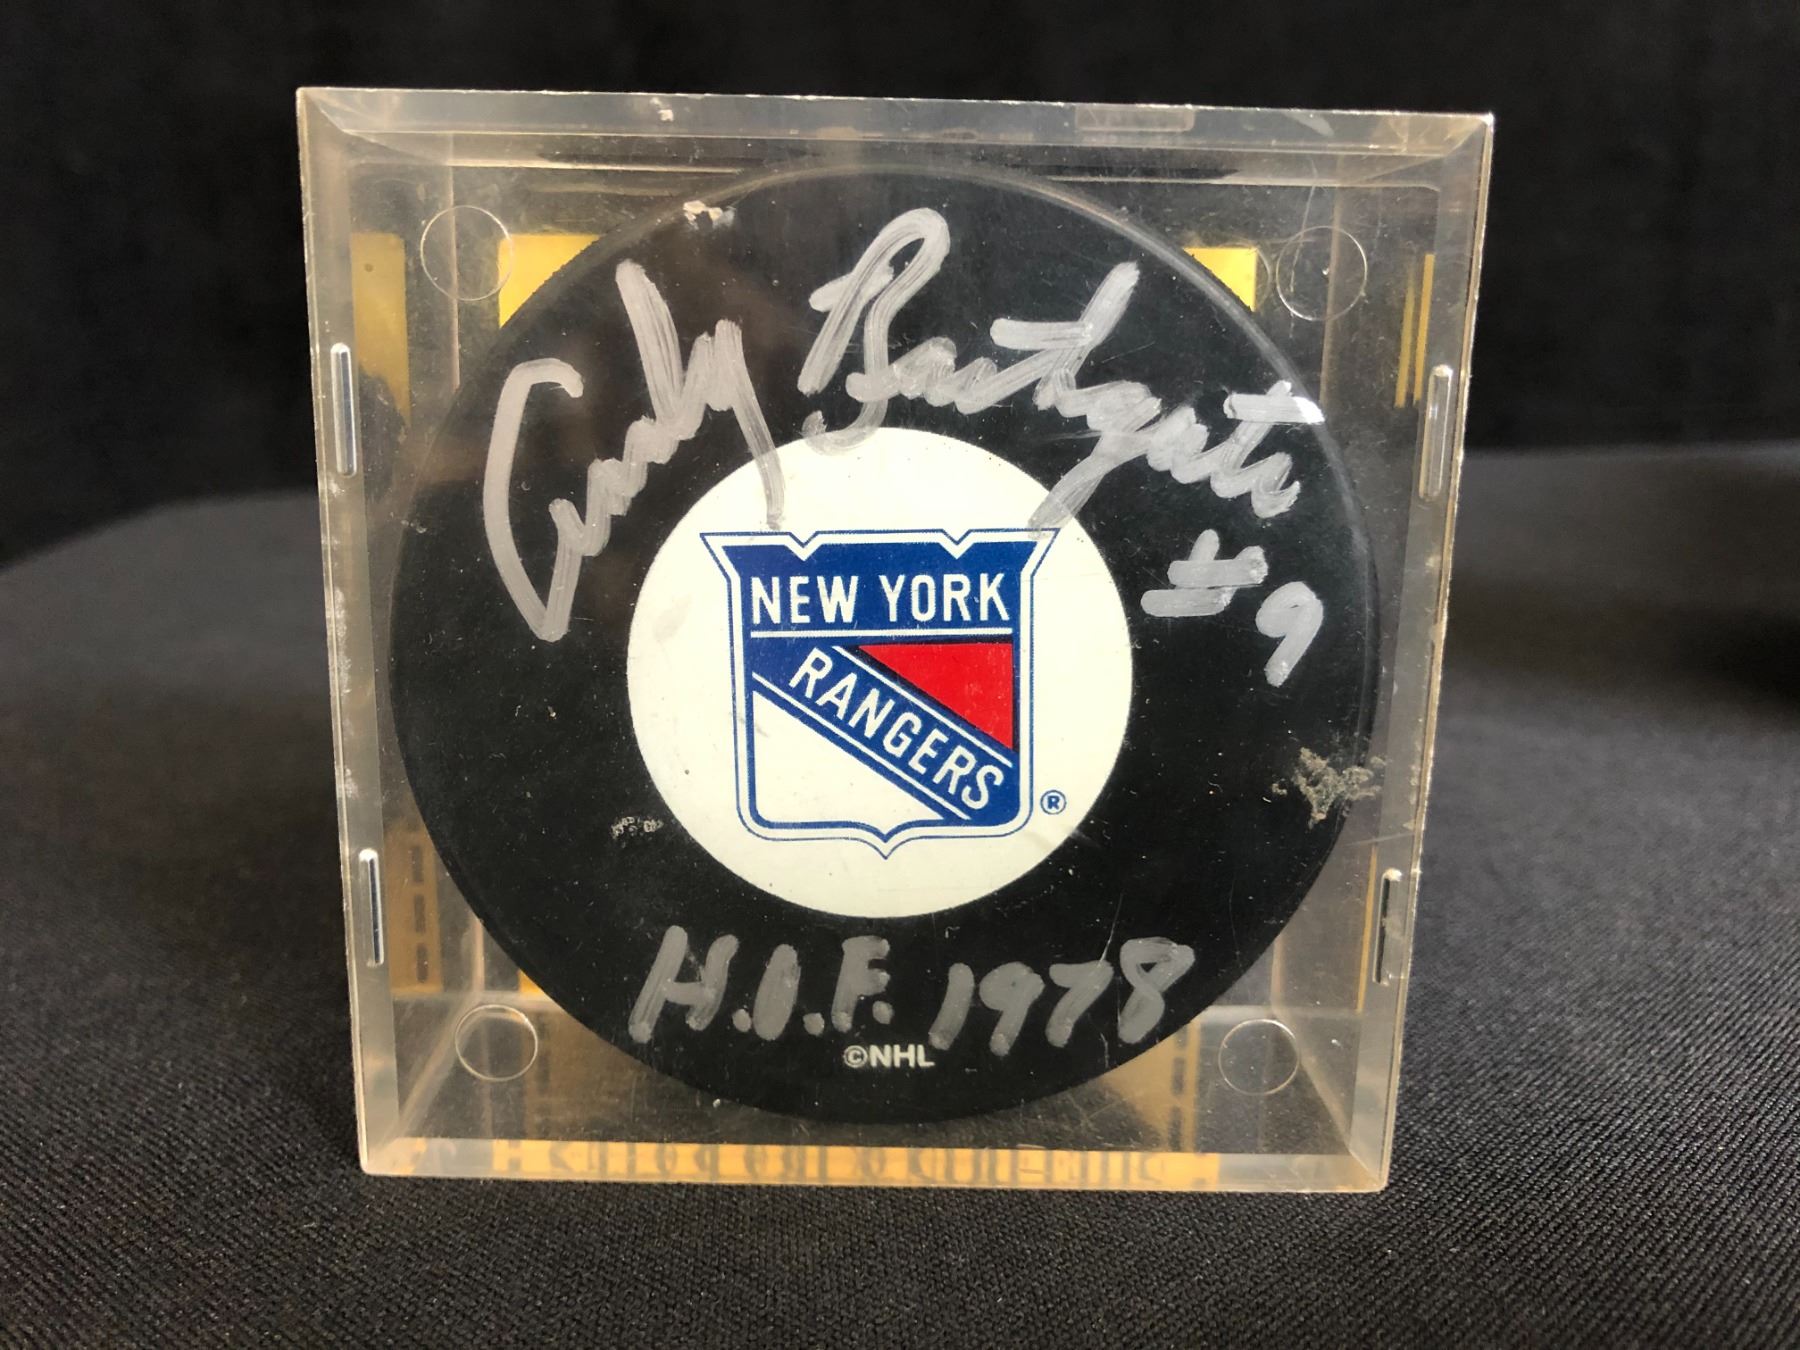 Andy Bathgate
#9
NEW YORK
RANGERS
®
H.O.F. 1978
©NHL